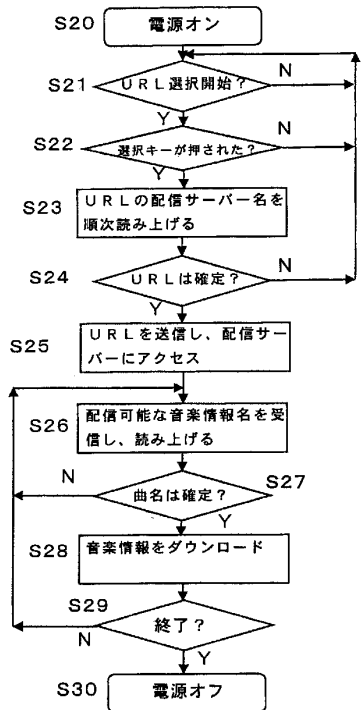 S20 電源オン
S21 URL選択開始? N
Y
S22 選択キーが押された? N
Y
S23 URLの配信サーバー名を
順次読み上げる
S24 URLは確定? N
Y
S25 URLを送信し、配信サー
バーにアクセス
S26 配信可能な音楽情報名を受
信し、読み上げる
N 曲名は確定? S27
Y
S28 音楽情報をダウンロード
S29
N 終了?
Y
S30 電源オフ